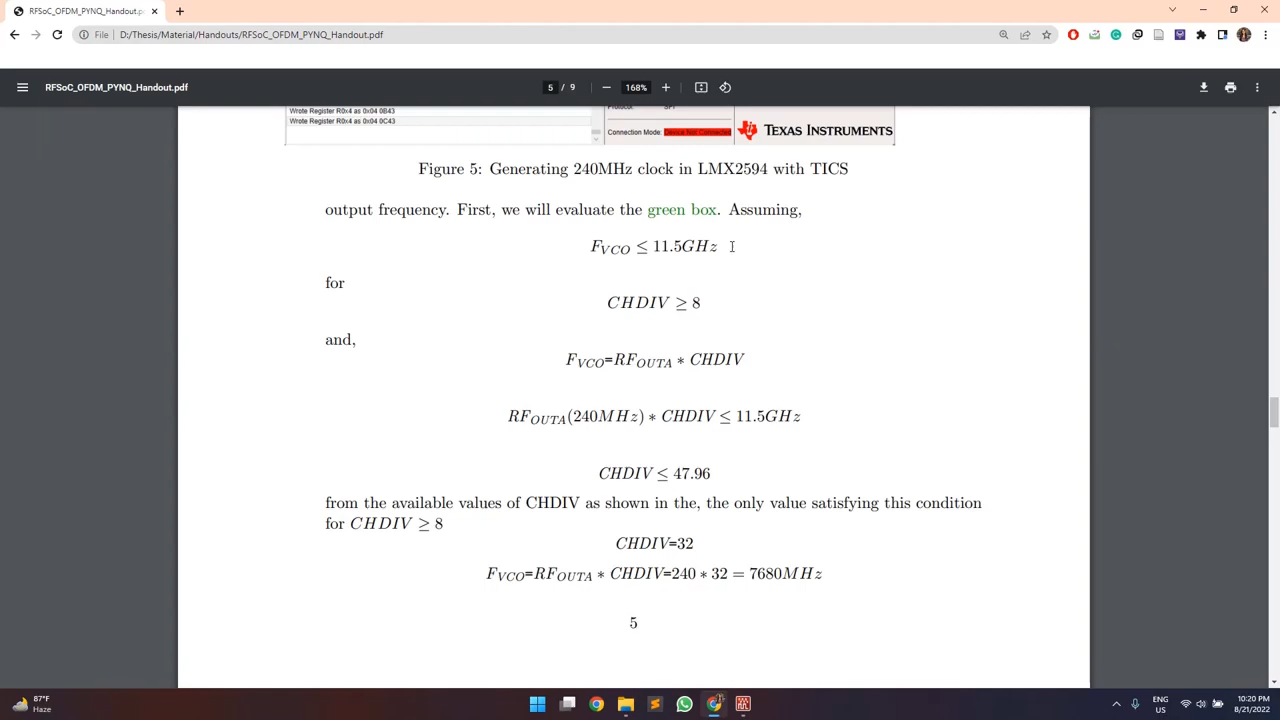 RFSoC_OFDM_PYNQ_Handout.pdf
File | D:/Thesis/Material/Handouts/RFSoC_OFDM_PYNQ_Handout.pdf
RFSoC_OFDM_PYNQ_Handout.pdf
5 / 9
168%
Wrote Register R0x4 as 0x04 0B43
Wrote Register R0x4 as 0x04 0C43
Connection Mode: Device Not Connected
TEXAS INSTRUMENTS
Figure 5: Generating 240MHz clock in LMX2594 with TICS
output frequency. First, we will evaluate the green box. Assuming,
F_VCO ≤ 11.5GHz
for
CHDIV ≥ 8
and,
F_VCO=RF_OUTA ∗ CHDIV
RF_OUTA(240MHz) ∗ CHDIV ≤ 11.5GHz
CHDIV ≤ 47.96
from the available values of CHDIV as shown in the, the only value satisfying this condition
for CHDIV ≥ 8
CHDIV=32
F_VCO=RF_OUTA ∗ CHDIV=240 ∗ 32 = 7680MHz
5
87°F
Haze
ENG
US
10:20 PM
8/21/2022